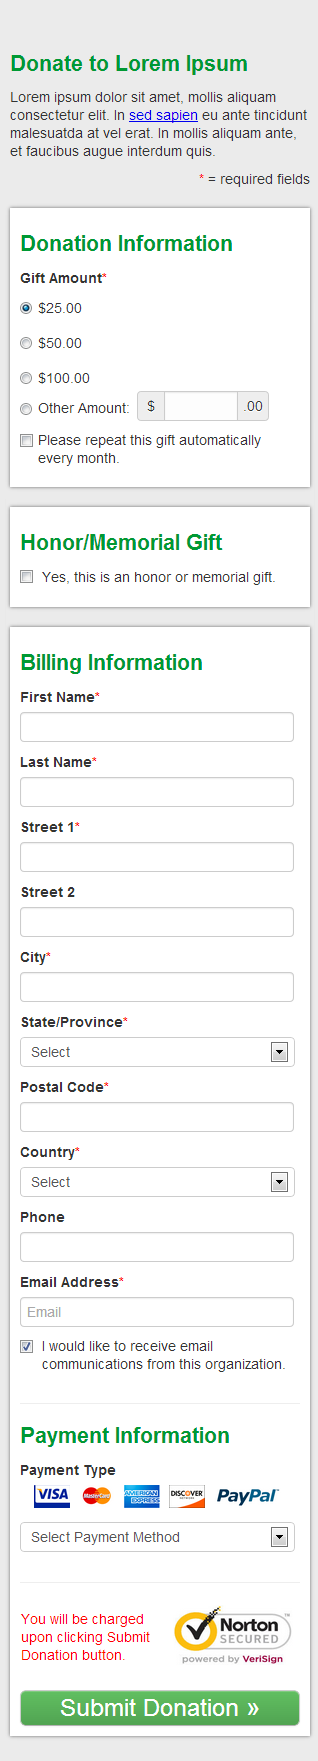 Donate to Lorem Ipsum
Lorem ipsum dolor sit amet, mollis aliquam
consectetur elit. In sed sapien eu ante tincidunt
malesuatda at vel erat. In mollis aliquam ante,
et faucibus augue interdum quis.
* = required fields
Donation Information
Gift Amount*
$25.00
$50.00
$100.00
Other Amount: $ .00
Please repeat this gift automatically
every month.
Honor/Memorial Gift
Yes, this is an honor or memorial gift.
Billing Information
First Name*
Last Name*
Street 1*
Street 2
City*
State/Province*
Select
Postal Code*
Country*
Select
Phone
Email Address*
Email
I would like to receive email
communications from this organization.
Payment Information
Payment Type
VISA MasterCard AMERICAN EXPRESS DISCOVER PayPal
Select Payment Method
You will be charged
upon clicking Submit
Donation button.
Norton
SECURED
powered by VeriSign
Submit Donation »